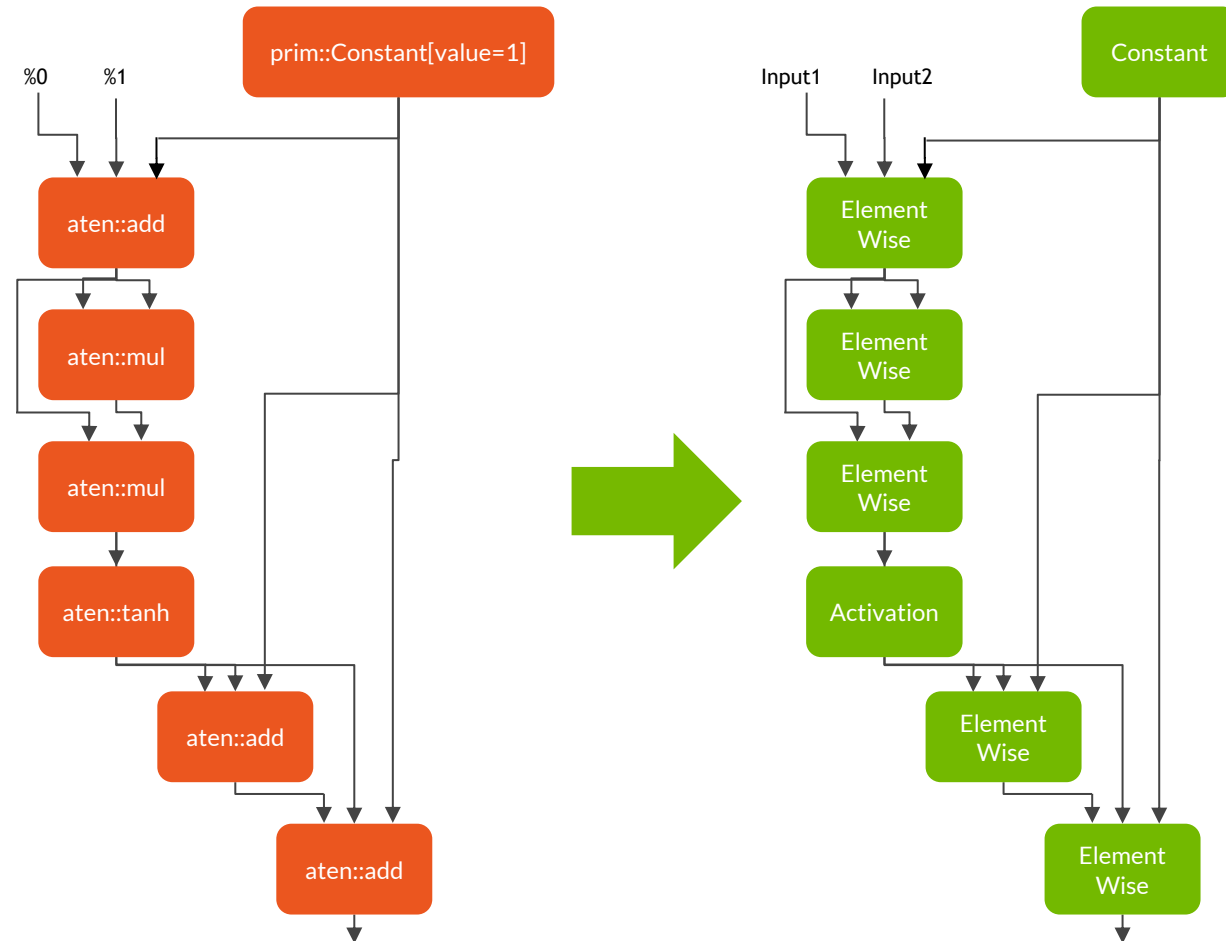 prim::Constant[value=1]
%0
%1
aten::add
aten::mul
aten::mul
aten::tanh
aten::add
aten::add
Constant
Input1
Input2
Element
Wise
Element
Wise
Element
Wise
Activation
Element
Wise
Element
Wise